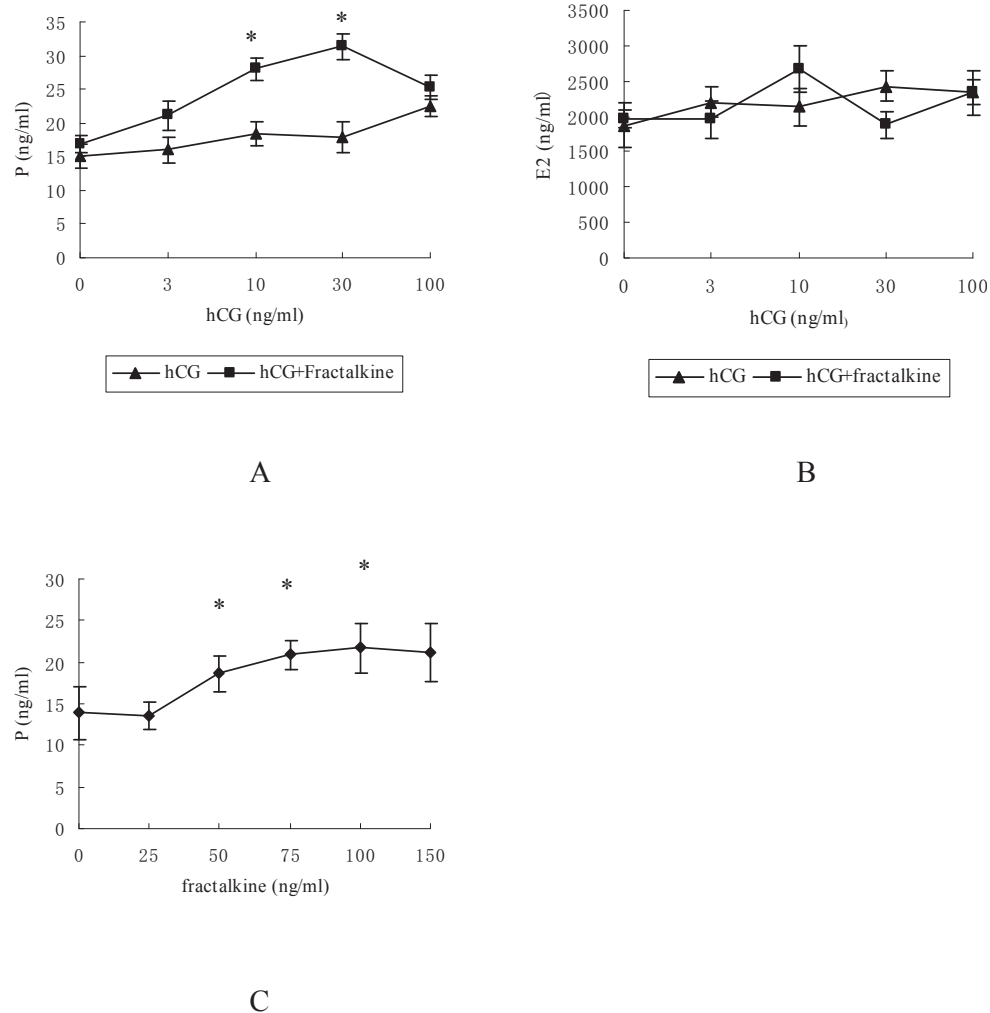 35
30
25
20
15
10
5
0
P (ng/ml)
*
*
0 3 10 30 100
hCG (ng/ml)
hCG hCG+Fractalkine
A
3500
3000
2500
2000
1500
1000
500
0
E2 (ng/ml)
0 3 10 30 100
hCG (ng/ml)
hCG hCG+fractalkine
B
30
25
20
15
10
5
0
P (ng/ml)
*
*
*
0 25 50 75 100 150
fractalkine (ng/ml)
C